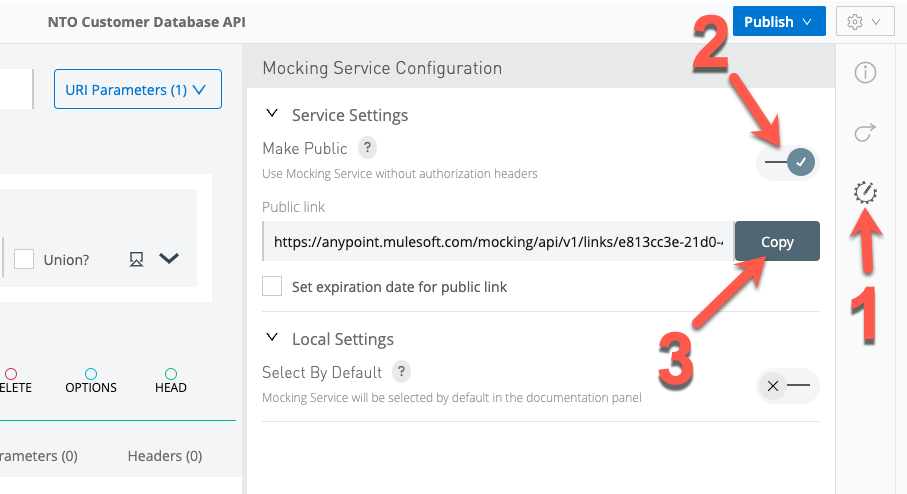 NTO Customer Database API
Publish
2
Mocking Service Configuration
URI Parameters (1)
Service Settings
Make Public ?
Use Mocking Service without authorization headers
Public link
https://anypoint.mulesoft.com/mocking/api/v1/links/e813cc3e-21d0-
Copy
Union?
Set expiration date for public link
1
3
Local Settings
Select By Default ?
Mocking Service will be selected by default in the documentation panel
ELETE
OPTIONS
HEAD
rameters (0)
Headers (0)